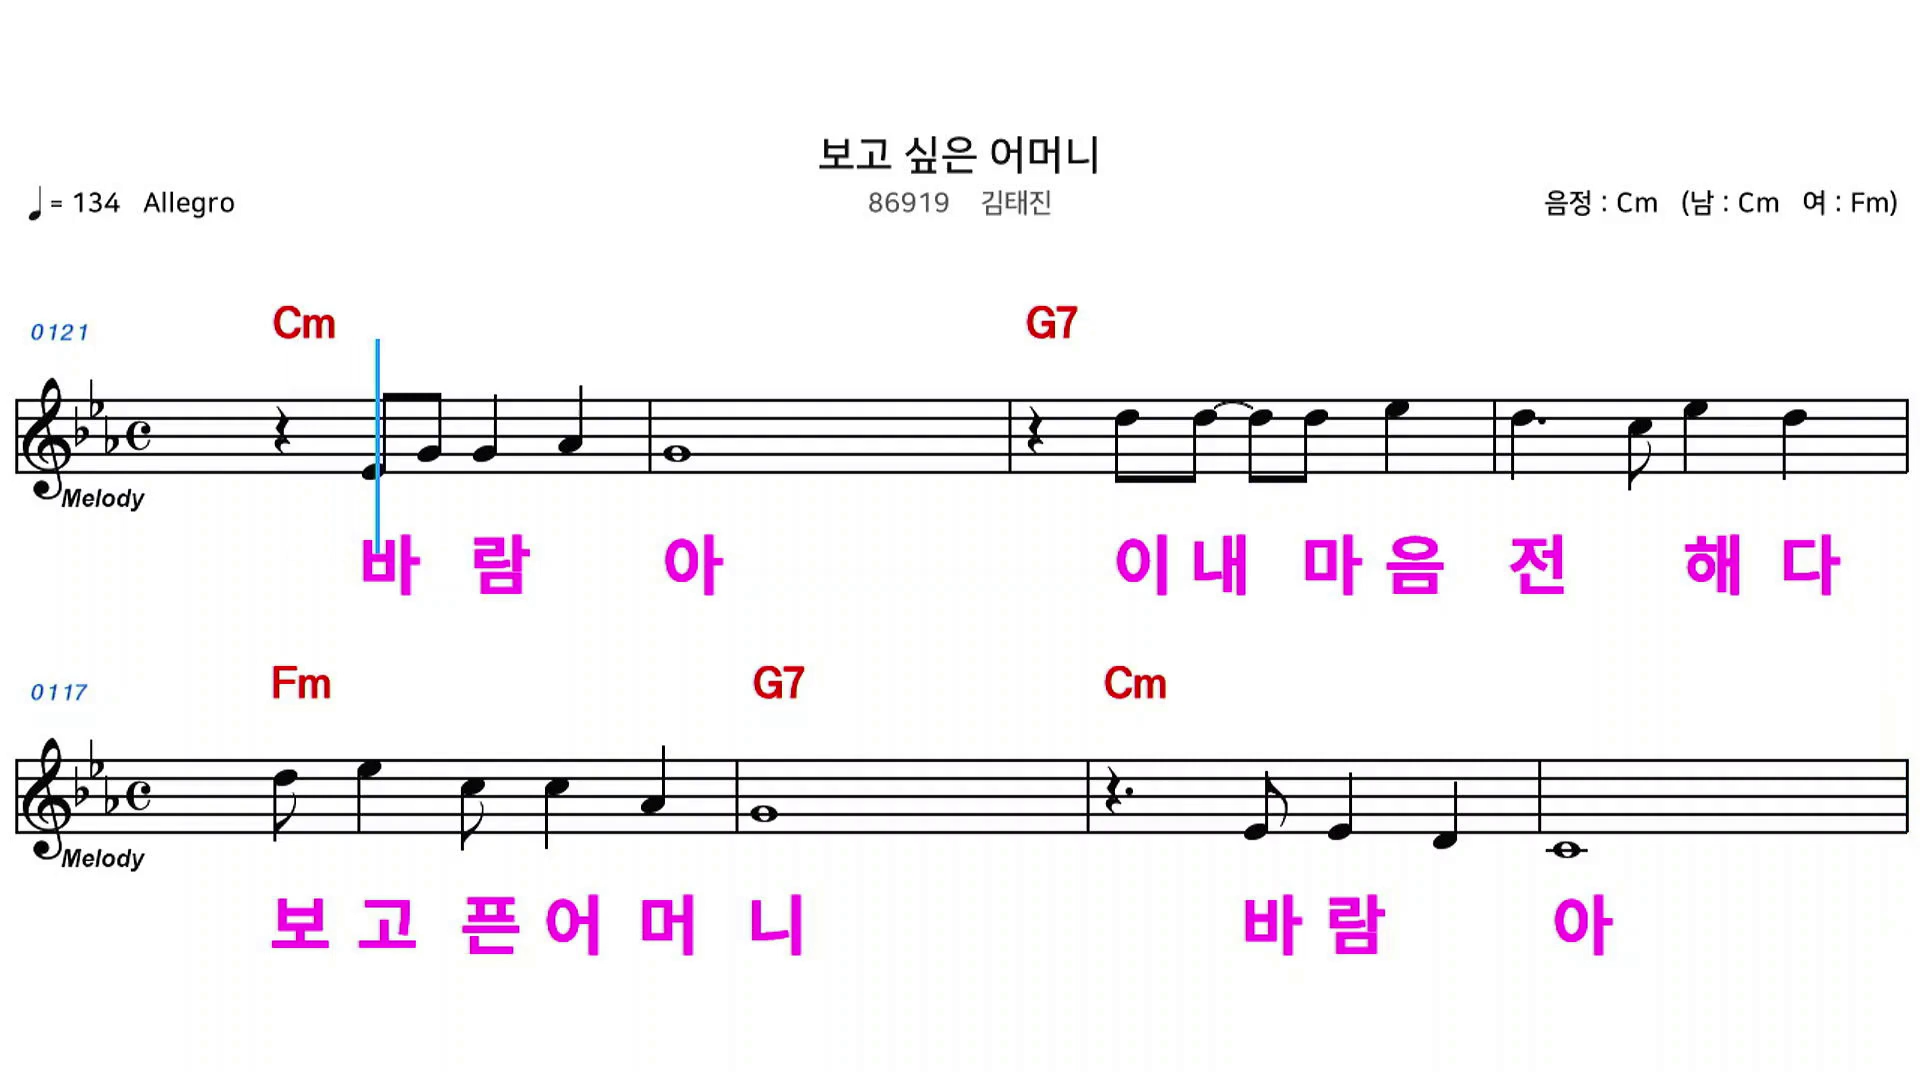 보고 싶은 어머니
♩= 134 Allegro
86919 김태진
음정 : Cm (남 : Cm 여 : Fm)
0121 Cm G7
Melody
바 람 아 이 내 마 음 전 해 다
0117 Fm G7 Cm
Melody
보 고 픈 어 머 니 바 람 아